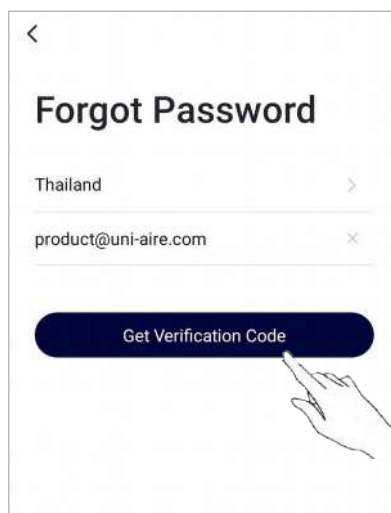 Forgot Password
Thailand
product@uni-aire.com
Get Verification Code